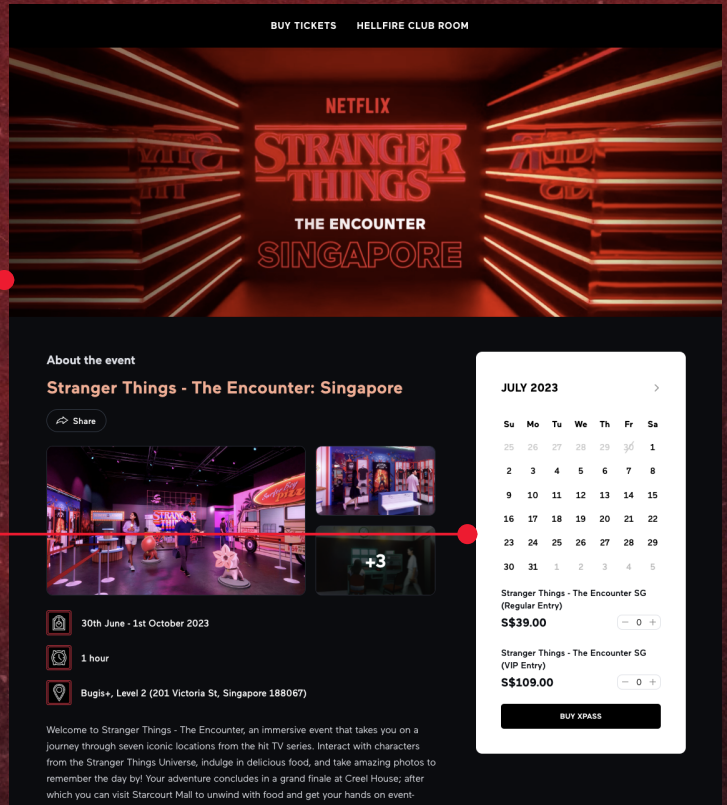 BUY TICKETS HELLFIRE CLUB ROOM
NETFLIX
STRANGER
THINGS
THE ENCOUNTER
SINGAPORE
About the event
Stranger Things - The Encounter: Singapore
Share
+3
30th June - 1st October 2023
1 hour
Bugis+, Level 2 (201 Victoria St, Singapore 188067)
Welcome to Stranger Things - The Encounter, an immersive event that takes you on a
journey through seven iconic locations from the hit TV series. Interact with characters
from the Stranger Things Universe, indulge in delicious food, and take amazing photos to
remember the day by! Your adventure concludes in a grand finale at Creel House; after
which you can visit Starcourt Mall to unwind with food and get your hands on event-
JULY 2023
Su Mo Tu We Th Fr Sa
25 26 27 28 29 30 1
2 3 4 5 6 7 8
9 10 11 12 13 14 15
16 17 18 19 20 21 22
23 24 25 26 27 28 29
30 31 1 2 3 4 5
Stranger Things - The Encounter SG
(Regular Entry)
S$39.00 − 0 +
Stranger Things - The Encounter SG
(VIP Entry)
S$109.00 − 0 +
BUY XPASS